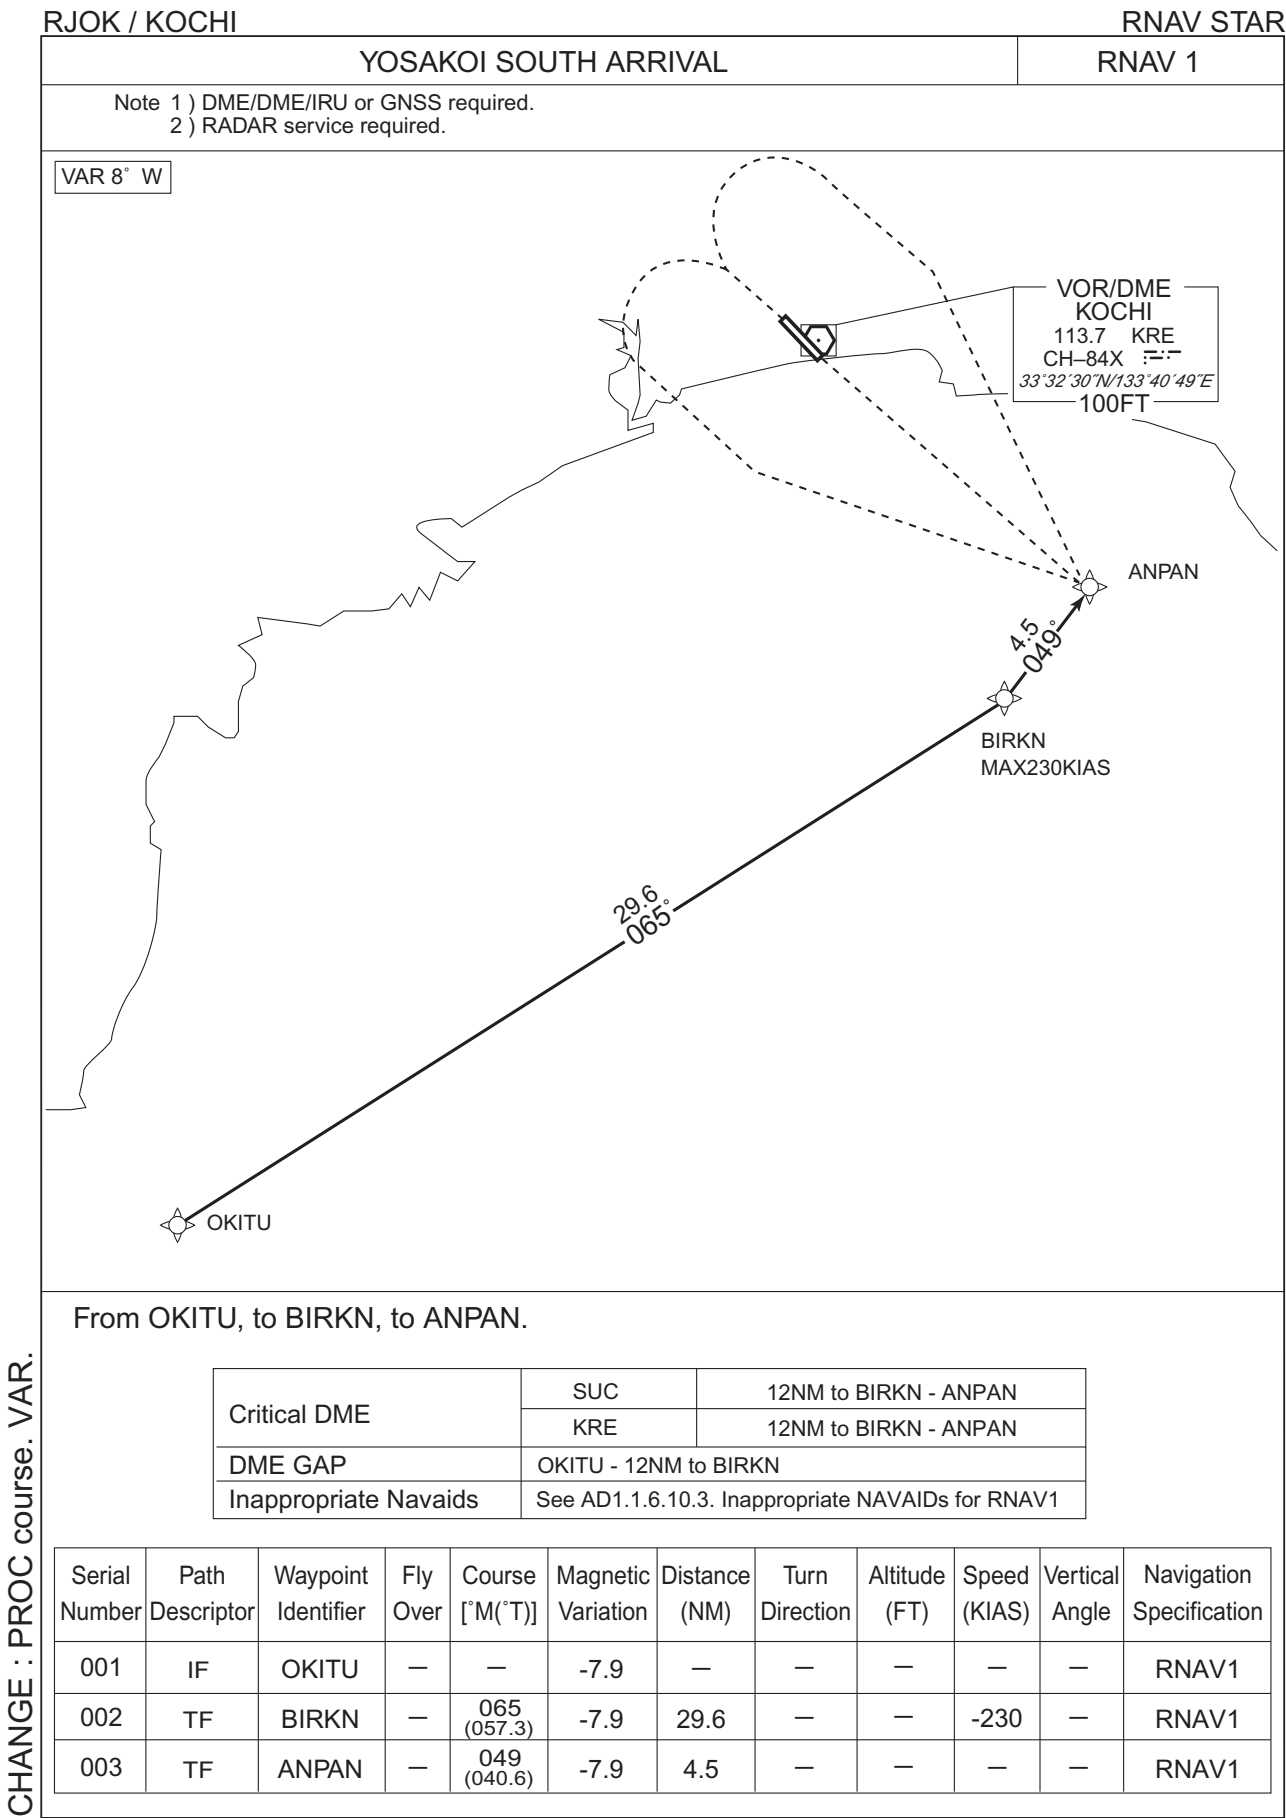 RJOK / KOCHI
RNAV STAR
YOSAKOI SOUTH ARRIVAL
RNAV 1
Note 1 ) DME/DME/IRU or GNSS required.
2 ) RADAR service required.
VAR 8° W
VOR/DME
KOCHI
113.7 KRE
CH–84X
33°32′30″N/133°40′49″E
100FT
ANPAN
4.5
049°
BIRKN
MAX230KIAS
29.6
065°
OKITU
From OKITU, to BIRKN, to ANPAN.
Critical DME
SUC 12NM to BIRKN - ANPAN
KRE 12NM to BIRKN - ANPAN
DME GAP OKITU - 12NM to BIRKN
Inappropriate Navaids See AD1.1.6.10.3. Inappropriate NAVAIDs for RNAV1
Serial Path Waypoint Fly Course Magnetic Distance Turn Altitude Speed Vertical Navigation
Number Descriptor Identifier Over [°M(°T)] Variation (NM) Direction (FT) (KIAS) Angle Specification
001 IF OKITU — — -7.9 — — — — — RNAV1
002 TF BIRKN — 065 (057.3) -7.9 29.6 — — -230 — RNAV1
003 TF ANPAN — 049 (040.6) -7.9 4.5 — — — — RNAV1
CHANGE : PROC course. VAR.